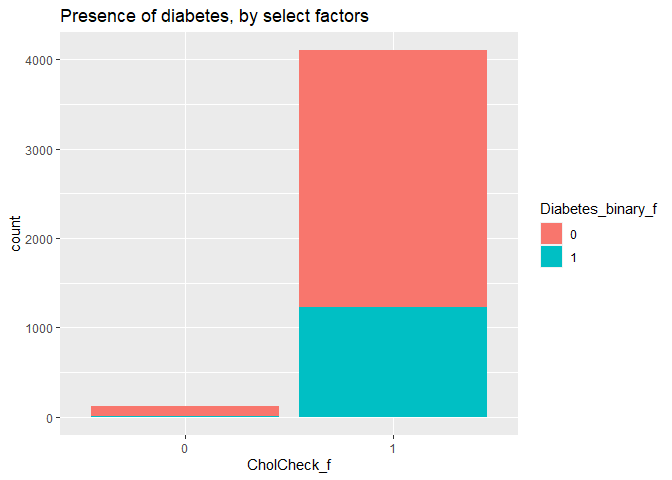 Presence of diabetes, by select factors
4000
3000
2000
1000
0
count
0 1
CholCheck_f
Diabetes_binary_f
0
1